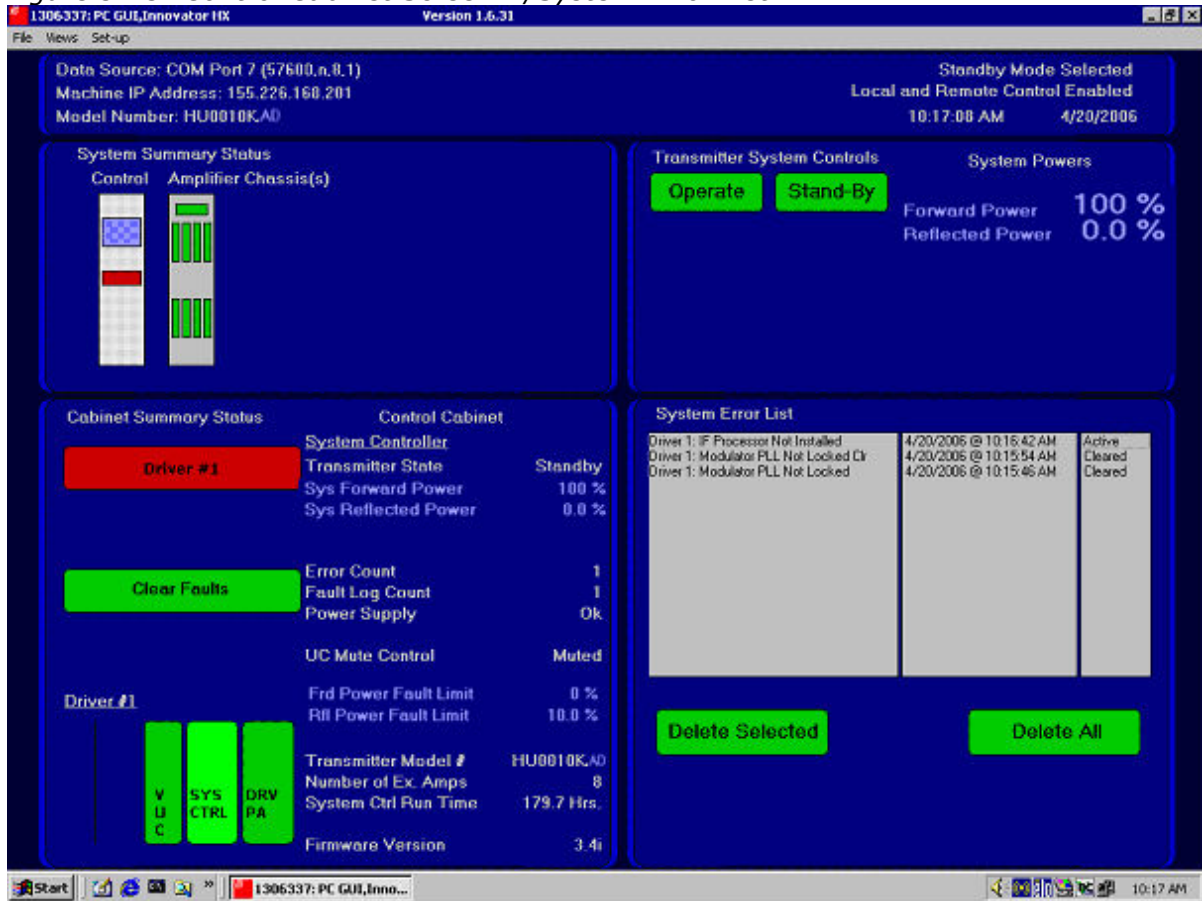 1306337: PC GUI,Innovator HX Version 1.6.31
File Views Set-up
Data Source: COM Port 7 (57600,n,8,1)
Machine IP Address: 155.226.168.201
Model Number: HU0010K,AD
Standby Mode Selected
Local and Remote Control Enabled
10:17:08 AM 4/20/2006
System Summary Status
Control Amplifier Chassis(s)
Transmitter System Controls
Operate Stand-By
System Powers
Forward Power 100 %
Reflected Power 0.0 %
Cabinet Summary Status
Driver #1
Clear Faults
Driver #1
V U C
SYS CTRL
DRV PA
Control Cabinet
System Controller
Transmitter State Standby
Sys Forward Power 100 %
Sys Reflected Power 0.0 %
Error Count 1
Fault Log Count 1
Power Supply Ok
UC Mute Control Muted
Frd Power Fault Limit 0 %
Rfl Power Fault Limit 10.0 %
Transmitter Model # HU0010K,AD
Number of Ex. Amps 8
System Ctrl Run Time 179.7 Hrs.
Firmware Version 3.4i
System Error List
Driver 1: IF Processor Not Installed 4/20/2006 @ 10:16:42 AM Active
Driver 1: Modulator PLL Not Locked Clr 4/20/2006 @ 10:15:54 AM Cleared
Driver 1: Modulator PLL Not Locked 4/20/2006 @ 10:15:46 AM Cleared
Delete Selected Delete All
Start
1306337: PC GUI,Inno...
10:17 AM